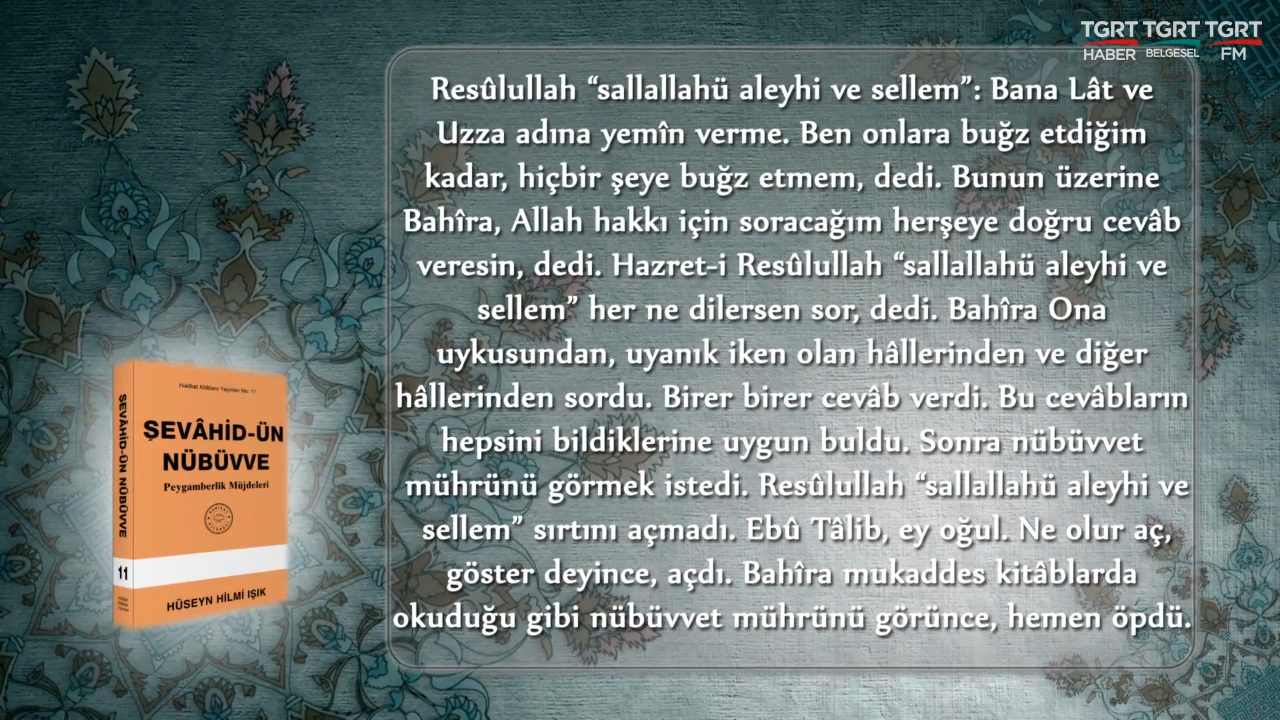 TGRT HABER
TGRT BELGESEL
TGRT FM
Resûlullah “sallallahü aleyhi ve sellem”: Bana Lât ve
Uzza adına yemîn verme. Ben onlara buğz etdiğim
kadar, hiçbir şeye buğz etmem, dedi. Bunun üzerine
Bahîra, Allah hakkı için soracağım herşeye doğru cevâb
veresin, dedi. Hazret-i Resûlullah “sallallahü aleyhi ve
sellem” her ne dilersen sor, dedi. Bahîra Ona
uykusundan, uyanık iken olan hâllerinden ve diğer
hâllerinden sordu. Birer birer cevâb verdi. Bu cevâbların
hepsini bildiklerine uygun buldu. Sonra nübüvvet
mührünü görmek istedi. Resûlullah “sallallahü aleyhi ve
sellem” sırtını açmadı. Ebû Tâlib, ey oğul. Ne olur aç,
göster deyince, açdı. Bahîra mukaddes kitâblarda
okuduğu gibi nübüvvet mührünü görünce, hemen öpdü.
Hakîkat Kitâbevi Yayınları No: 11
ŞEVÂHİD-ÜN
NÜBÜVVE
Peygamberlik Müjdeleri
HÜSEYN HİLMİ IŞIK
ŞEVÂHİD-ÜN NÜBÜVVE
11